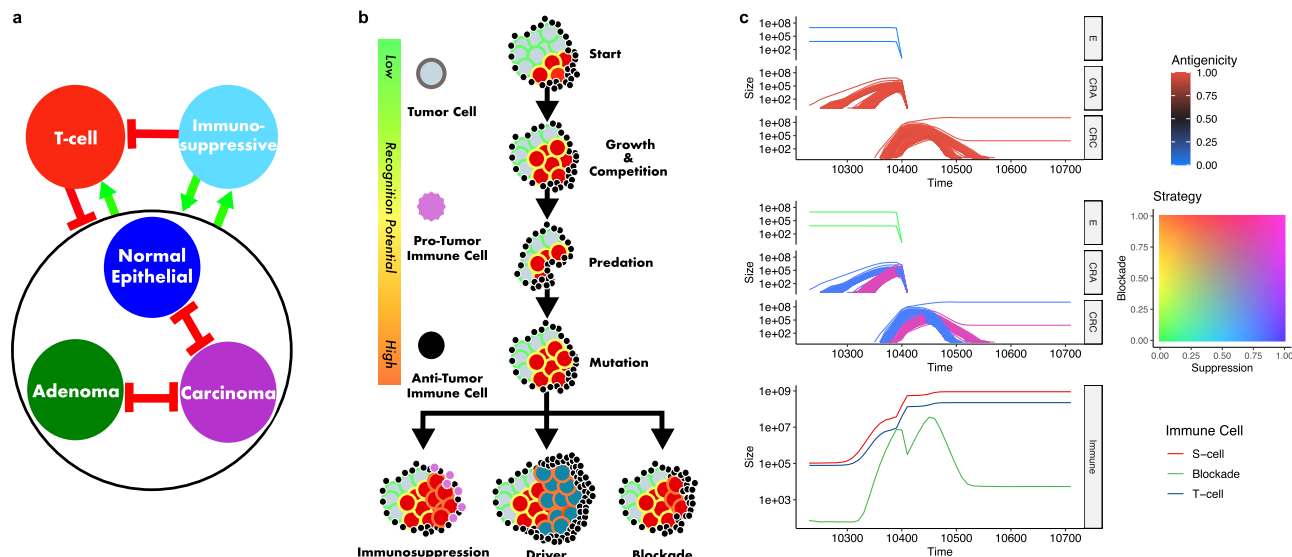 a
T-cell
Immuno-
suppressive
Normal
Epithelial
Adenoma
Carcinoma
b
Low
Recognition Potential
High
Tumor Cell
Pro-Tumor
Immune Cell
Anti-Tumor
Immune Cell
Start
Growth
&
Competition
Predation
Mutation
Immunosuppression
Driver
Blockade
c
1e+08
1e+05
1e+02
E
1e+08
1e+05
1e+02
CRA
1e+08
1e+05
1e+02
CRC
Size
10300
10400
10500
10600
10700
Time
1e+08
1e+05
1e+02
E
1e+08
1e+05
1e+02
CRA
1e+08
1e+05
1e+02
CRC
Size
10300
10400
10500
10600
10700
Time
1e+09
1e+07
1e+05
1e+03
Immune
Size
10300
10400
10500
10600
10700
Time
Antigenicity
1.00
0.75
0.50
0.25
0.00
Strategy
1.00
0.75
0.50
0.25
0.00
Blockade
0.00
0.25
0.50
0.75
1.00
Suppression
Immune Cell
S-cell
Blockade
T-cell